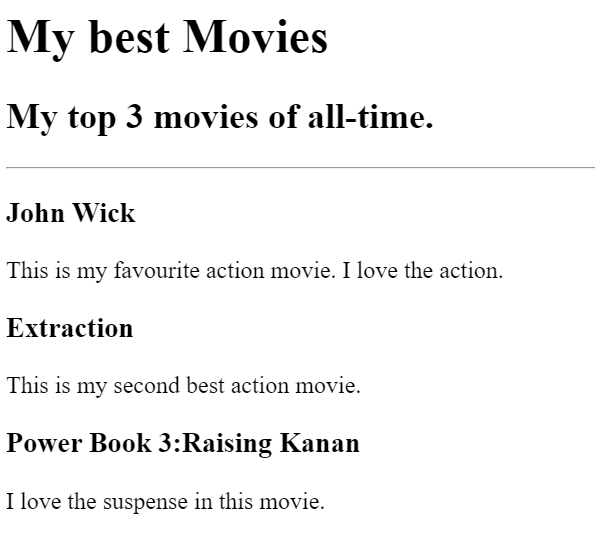 My best Movies
My top 3 movies of all-time.
John Wick
This is my favourite action movie. I love the action.
Extraction
This is my second best action movie.
Power Book 3:Raising Kanan
I love the suspense in this movie.